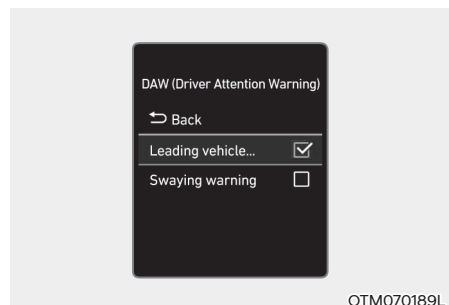 DAW (Driver Attention Warning)
Back
Leading vehicle...
Swaying warning
OTM070189L